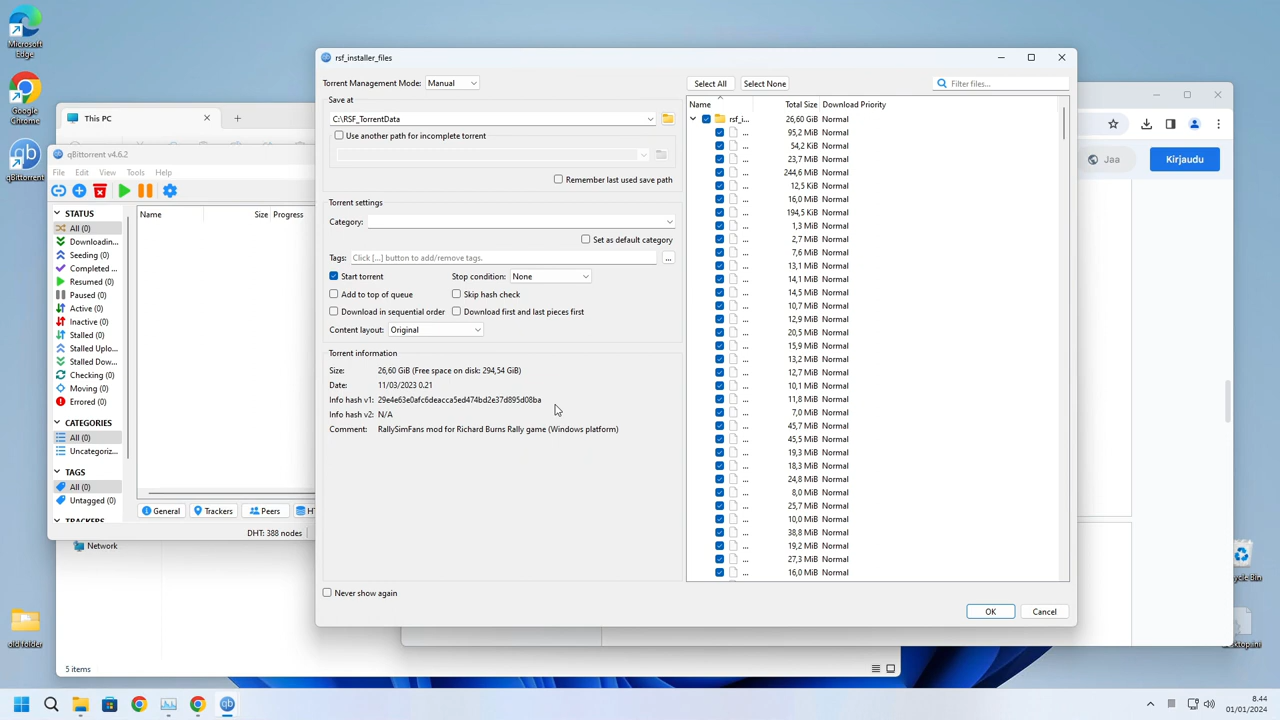 Microsoft
Edge
Google
Chrome
qBittorrent
old folder
This PC
qBittorrent v4.6.2
File Edit View Tools Help
STATUS
All (0)
Downloadin...
Seeding (0)
Completed ...
Resumed (0)
Paused (0)
Active (0)
Inactive (0)
Stalled (0)
Stalled Uplo...
Stalled Dow...
Checking (0)
Moving (0)
Errored (0)
CATEGORIES
All (0)
Uncategoriz...
TAGS
All (0)
Untagged (0)
TRACKERS
Name Size Progress
General Trackers Peers
DHT: 388 nodes
Network
5 items
rsf_installer_files
Torrent Management Mode: Manual
Save at
C:\RSF_TorrentData
Use another path for incomplete torrent
Remember last used save path
Torrent settings
Category:
Set as default category
Tags: Click [...] button to add/remove tags. ...
Start torrent Stop condition: None
Add to top of queue Skip hash check
Download in sequential order Download first and last pieces first
Content layout: Original
Torrent information
Size: 26,60 GiB (Free space on disk: 294,54 GiB)
Date: 11/03/2023 0.21
Info hash v1: 29e4e63e0afc6deacca5ed474bd2e37d895d08ba
Info hash v2: N/A
Comment: RallySimFans mod for Richard Burns Rally game (Windows platform)
Never show again
Select All Select None Filter files...
Name Total Size Download Priority
rsf_i... 26,60 GiB Normal
... 95,2 MiB Normal
... 54,2 KiB Normal
... 23,7 MiB Normal
... 244,6 MiB Normal
... 12,5 KiB Normal
... 16,0 MiB Normal
... 194,5 KiB Normal
... 1,3 MiB Normal
... 2,7 MiB Normal
... 7,6 MiB Normal
... 13,1 MiB Normal
... 14,1 MiB Normal
... 14,5 MiB Normal
... 10,7 MiB Normal
... 12,9 MiB Normal
... 20,5 MiB Normal
... 15,9 MiB Normal
... 13,2 MiB Normal
... 12,7 MiB Normal
... 10,1 MiB Normal
... 11,8 MiB Normal
... 7,0 MiB Normal
... 45,7 MiB Normal
... 45,5 MiB Normal
... 19,3 MiB Normal
... 18,3 MiB Normal
... 24,8 MiB Normal
... 8,0 MiB Normal
... 25,7 MiB Normal
... 10,0 MiB Normal
... 38,8 MiB Normal
... 19,2 MiB Normal
... 27,3 MiB Normal
... 16,0 MiB Normal
OK Cancel
Jaa Kirjaudu
8.44
01/01/2024